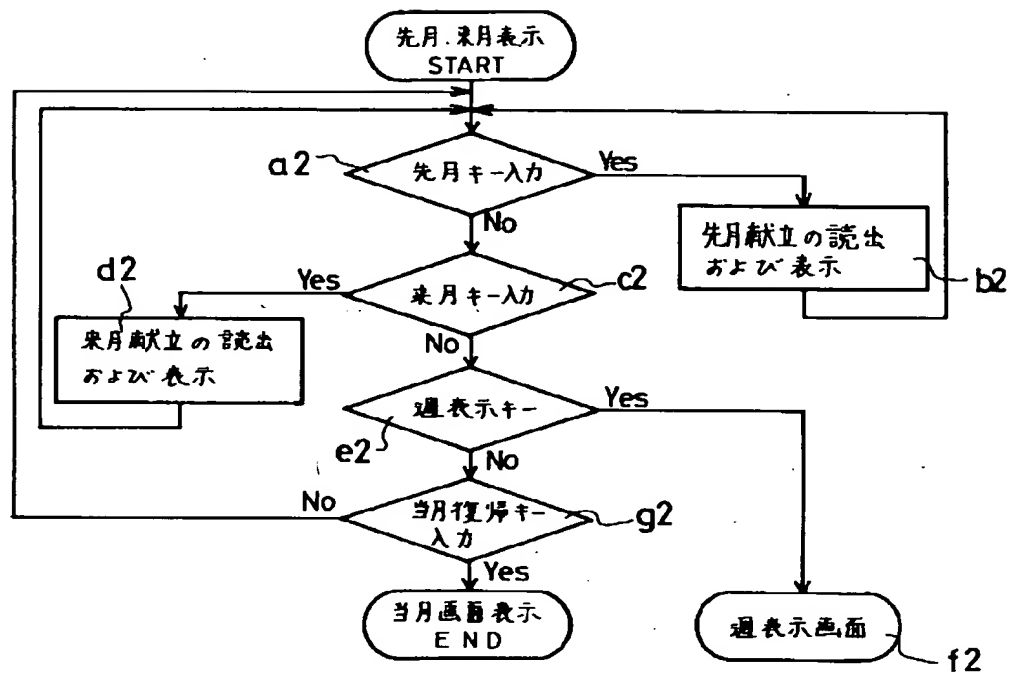 先月.来月表示
START
a2
先月キー入力
Yes
No
先月献立の読出
および表示
b2
d2
Yes
来月キー入力
c2
No
来月献立の読出
および表示
週表示キー
Yes
e2
No
No
当月復帰キー
入力
g2
Yes
当月画面表示
END
週表示画面
f2